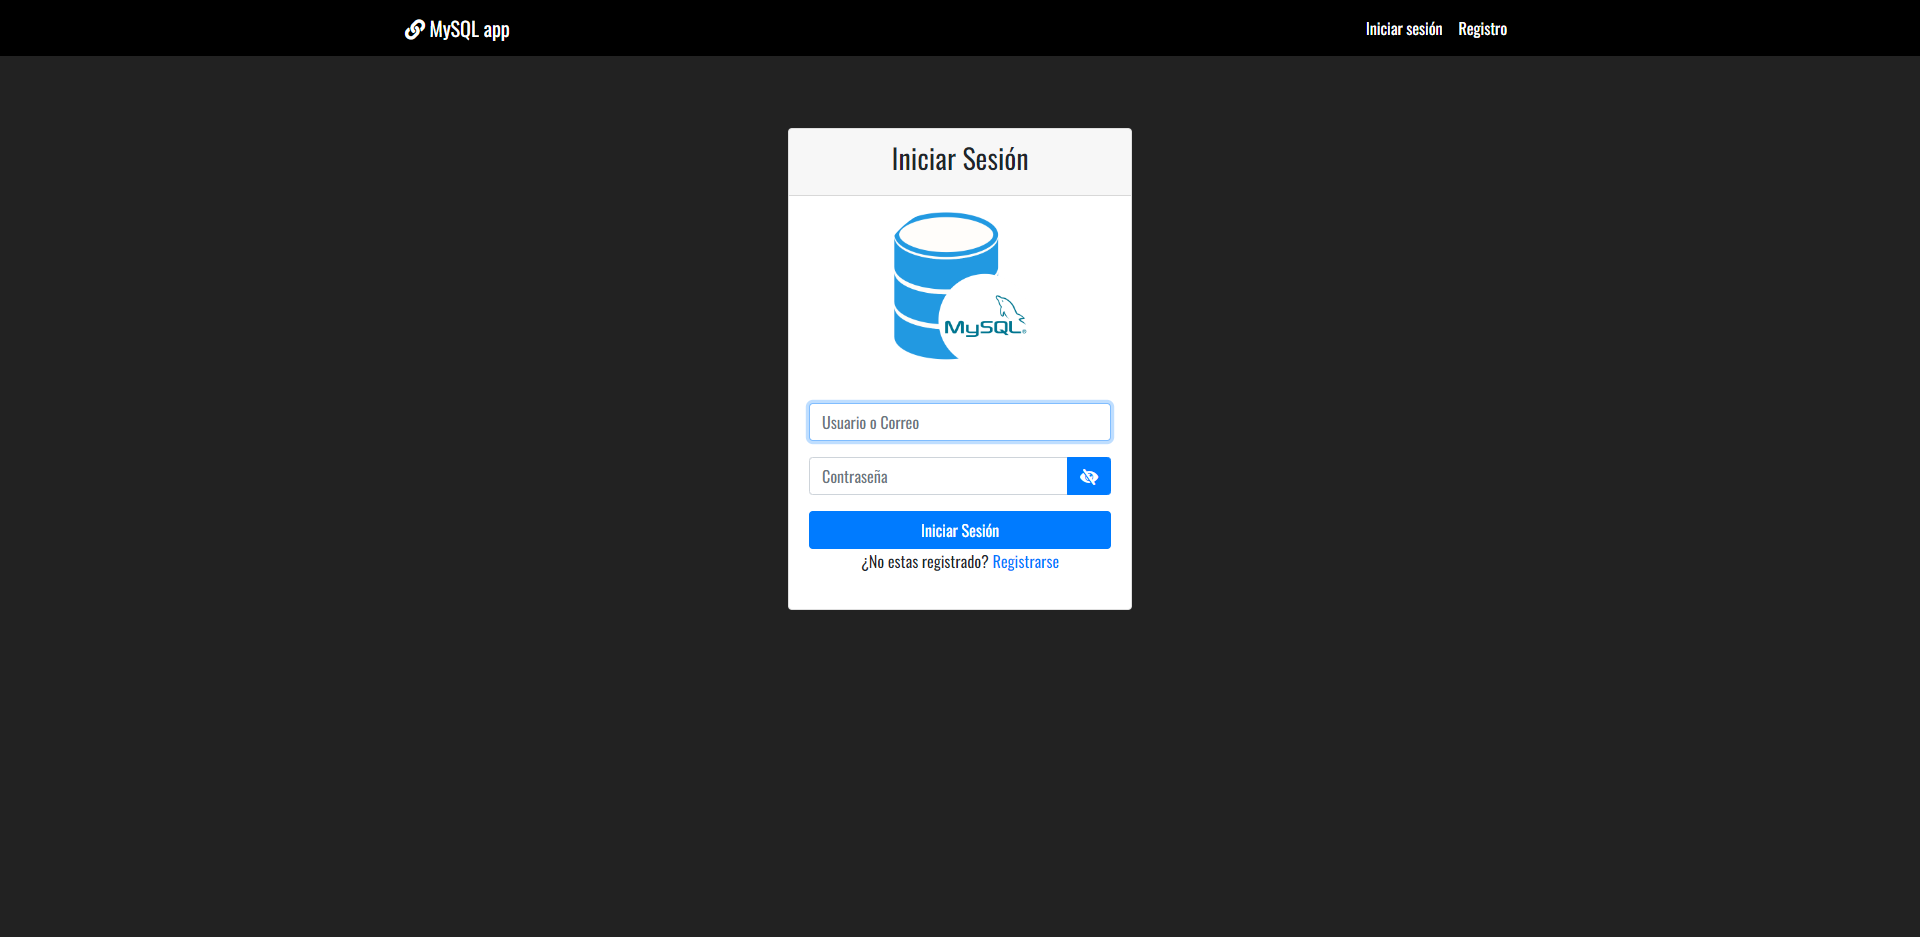 MySQL app
Iniciar sesión
Registro
Iniciar Sesión
MySQL®
Usuario o Correo
Contraseña
Iniciar Sesión
¿No estas registrado? Registrarse